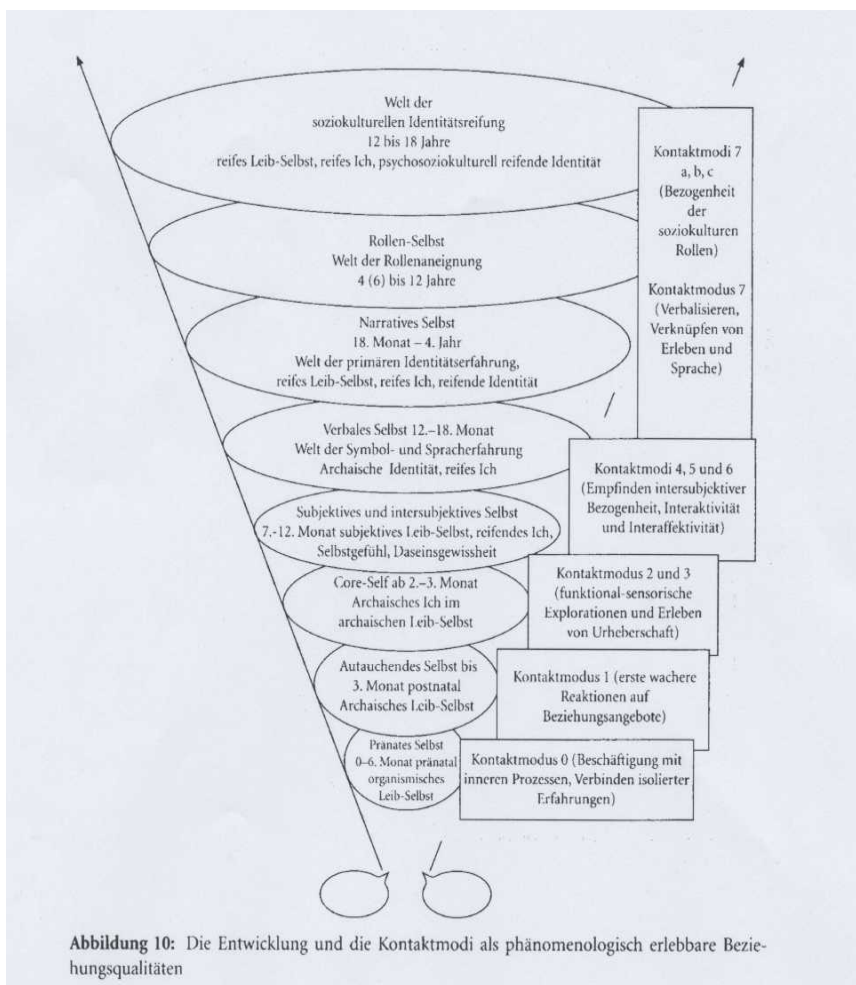 Welt der
soziokulturellen Identitätsreifung
12 bis 18 Jahre
reifes Leib-Selbst, reifes Ich, psychosoziokulturell reifende Identität
Kontaktmodi 7
a, b, c
(Bezogenheit
der
soziokulturen
Rollen)
Rollen-Selbst
Welt der Rollenaneignung
4 (6) bis 12 Jahre
Kontaktmodus 7
(Verbalisieren,
Verknüpfen von
Erleben und
Sprache)
Narratives Selbst
18. Monat – 4. Jahr
Welt der primären Identitätserfahrung,
reifes Leib-Selbst, reifes Ich, reifende Identität
Verbales Selbst 12.–18. Monat
Welt der Symbol- und Spracherfahrung
Archaische Identität, reifes Ich
Kontaktmodi 4, 5 und 6
(Empfinden intersubjektiver
Bezogenheit, Interaktivität
und Interaffektivität)
Subjektives und intersubjektives Selbst
7.-12. Monat subjektives Leib-Selbst, reifendes Ich,
Selbstgefühl, Daseinsgewissheit
Core-Self ab 2.–3. Monat
Archaisches Ich im
archaischen Leib-Selbst
Kontaktmodus 2 und 3
(funktional-sensorische
Explorationen und Erleben
von Urheberschaft)
Autauchendes Selbst bis
3. Monat postnatal
Archaisches Leib-Selbst
Kontaktmodus 1 (erste wachere
Reaktionen auf
Beziehungsangebote)
Pränates Selbst
0–6. Monat pränatal
organismisches
Leib-Selbst
Kontaktmodus 0 (Beschäftigung mit
inneren Prozessen, Verbinden isolierter
Erfahrungen)
Abbildung 10: Die Entwicklung und die Kontaktmodi als phänomenologisch erlebbare Bezie-
hungsqualitäten